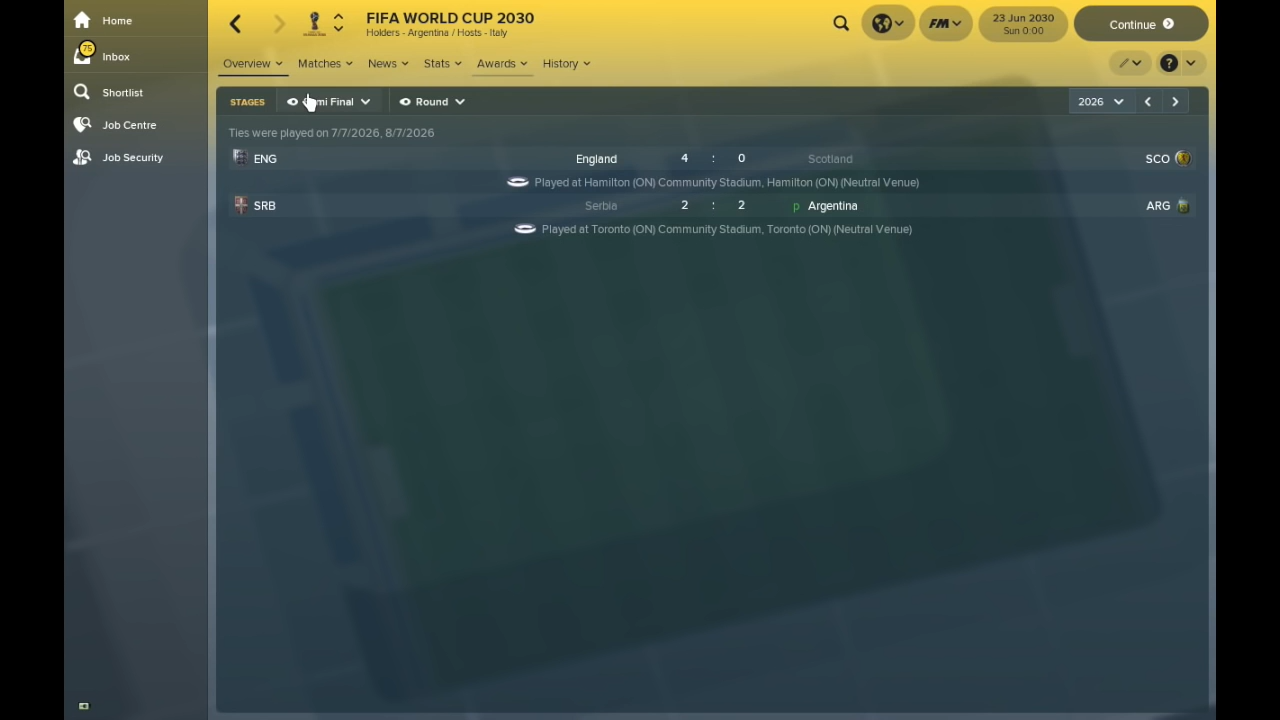 Home
75
Inbox
Shortlist
Job Centre
Job Security
FIFA WORLD CUP 2030
Holders - Argentina / Hosts - Italy
FM
23 Jun 2030
Sun 0:00
Continue
Overview
Matches
News
Stats
Awards
History
?
STAGES
mi Final
Round
2026
Ties were played on 7/7/2026, 8/7/2026
ENG England 4 : 0 Scotland SCO
Played at Hamilton (ON) Community Stadium, Hamilton (ON) (Neutral Venue)
SRB Serbia 2 : 2 p Argentina ARG
Played at Toronto (ON) Community Stadium, Toronto (ON) (Neutral Venue)